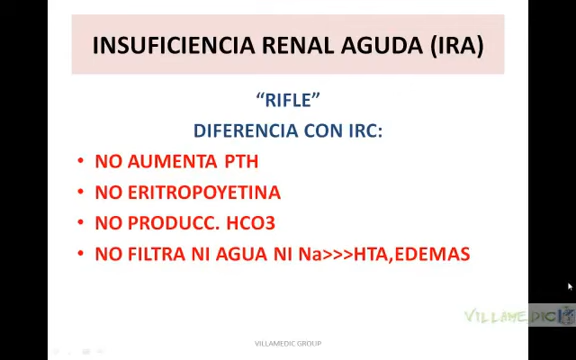 INSUFICIENCIA RENAL AGUDA (IRA)
“RIFLE”
DIFERENCIA CON IRC:
• NO AUMENTA PTH
• NO ERITROPOYETINA
• NO PRODUCC. HCO3
• NO FILTRA NI AGUA NI Na>>>HTA,EDEMAS
VILLAMEDIC
VILLAMEDIC GROUP